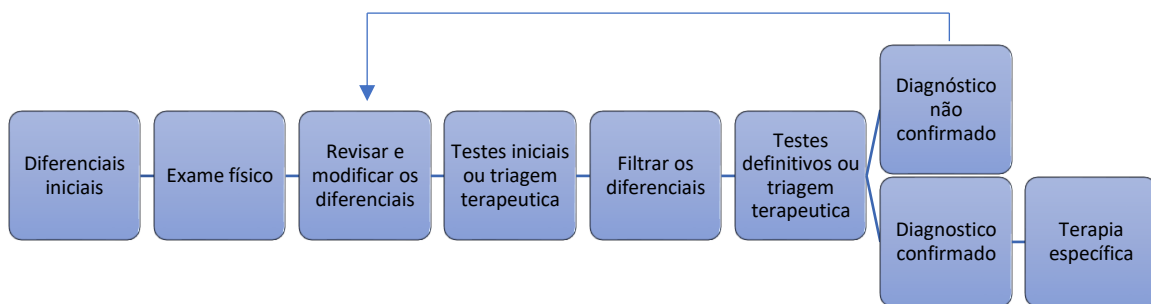 Diferenciais
iniciais
Exame físico
Revisar e
modificar os
diferenciais
Testes iniciais
ou triagem
terapeutica
Filtrar os
diferenciais
Testes
definitivos ou
triagem
terapeutica
Diagnóstico
não
confirmado
Diagnostico
confirmado
Terapia
específica